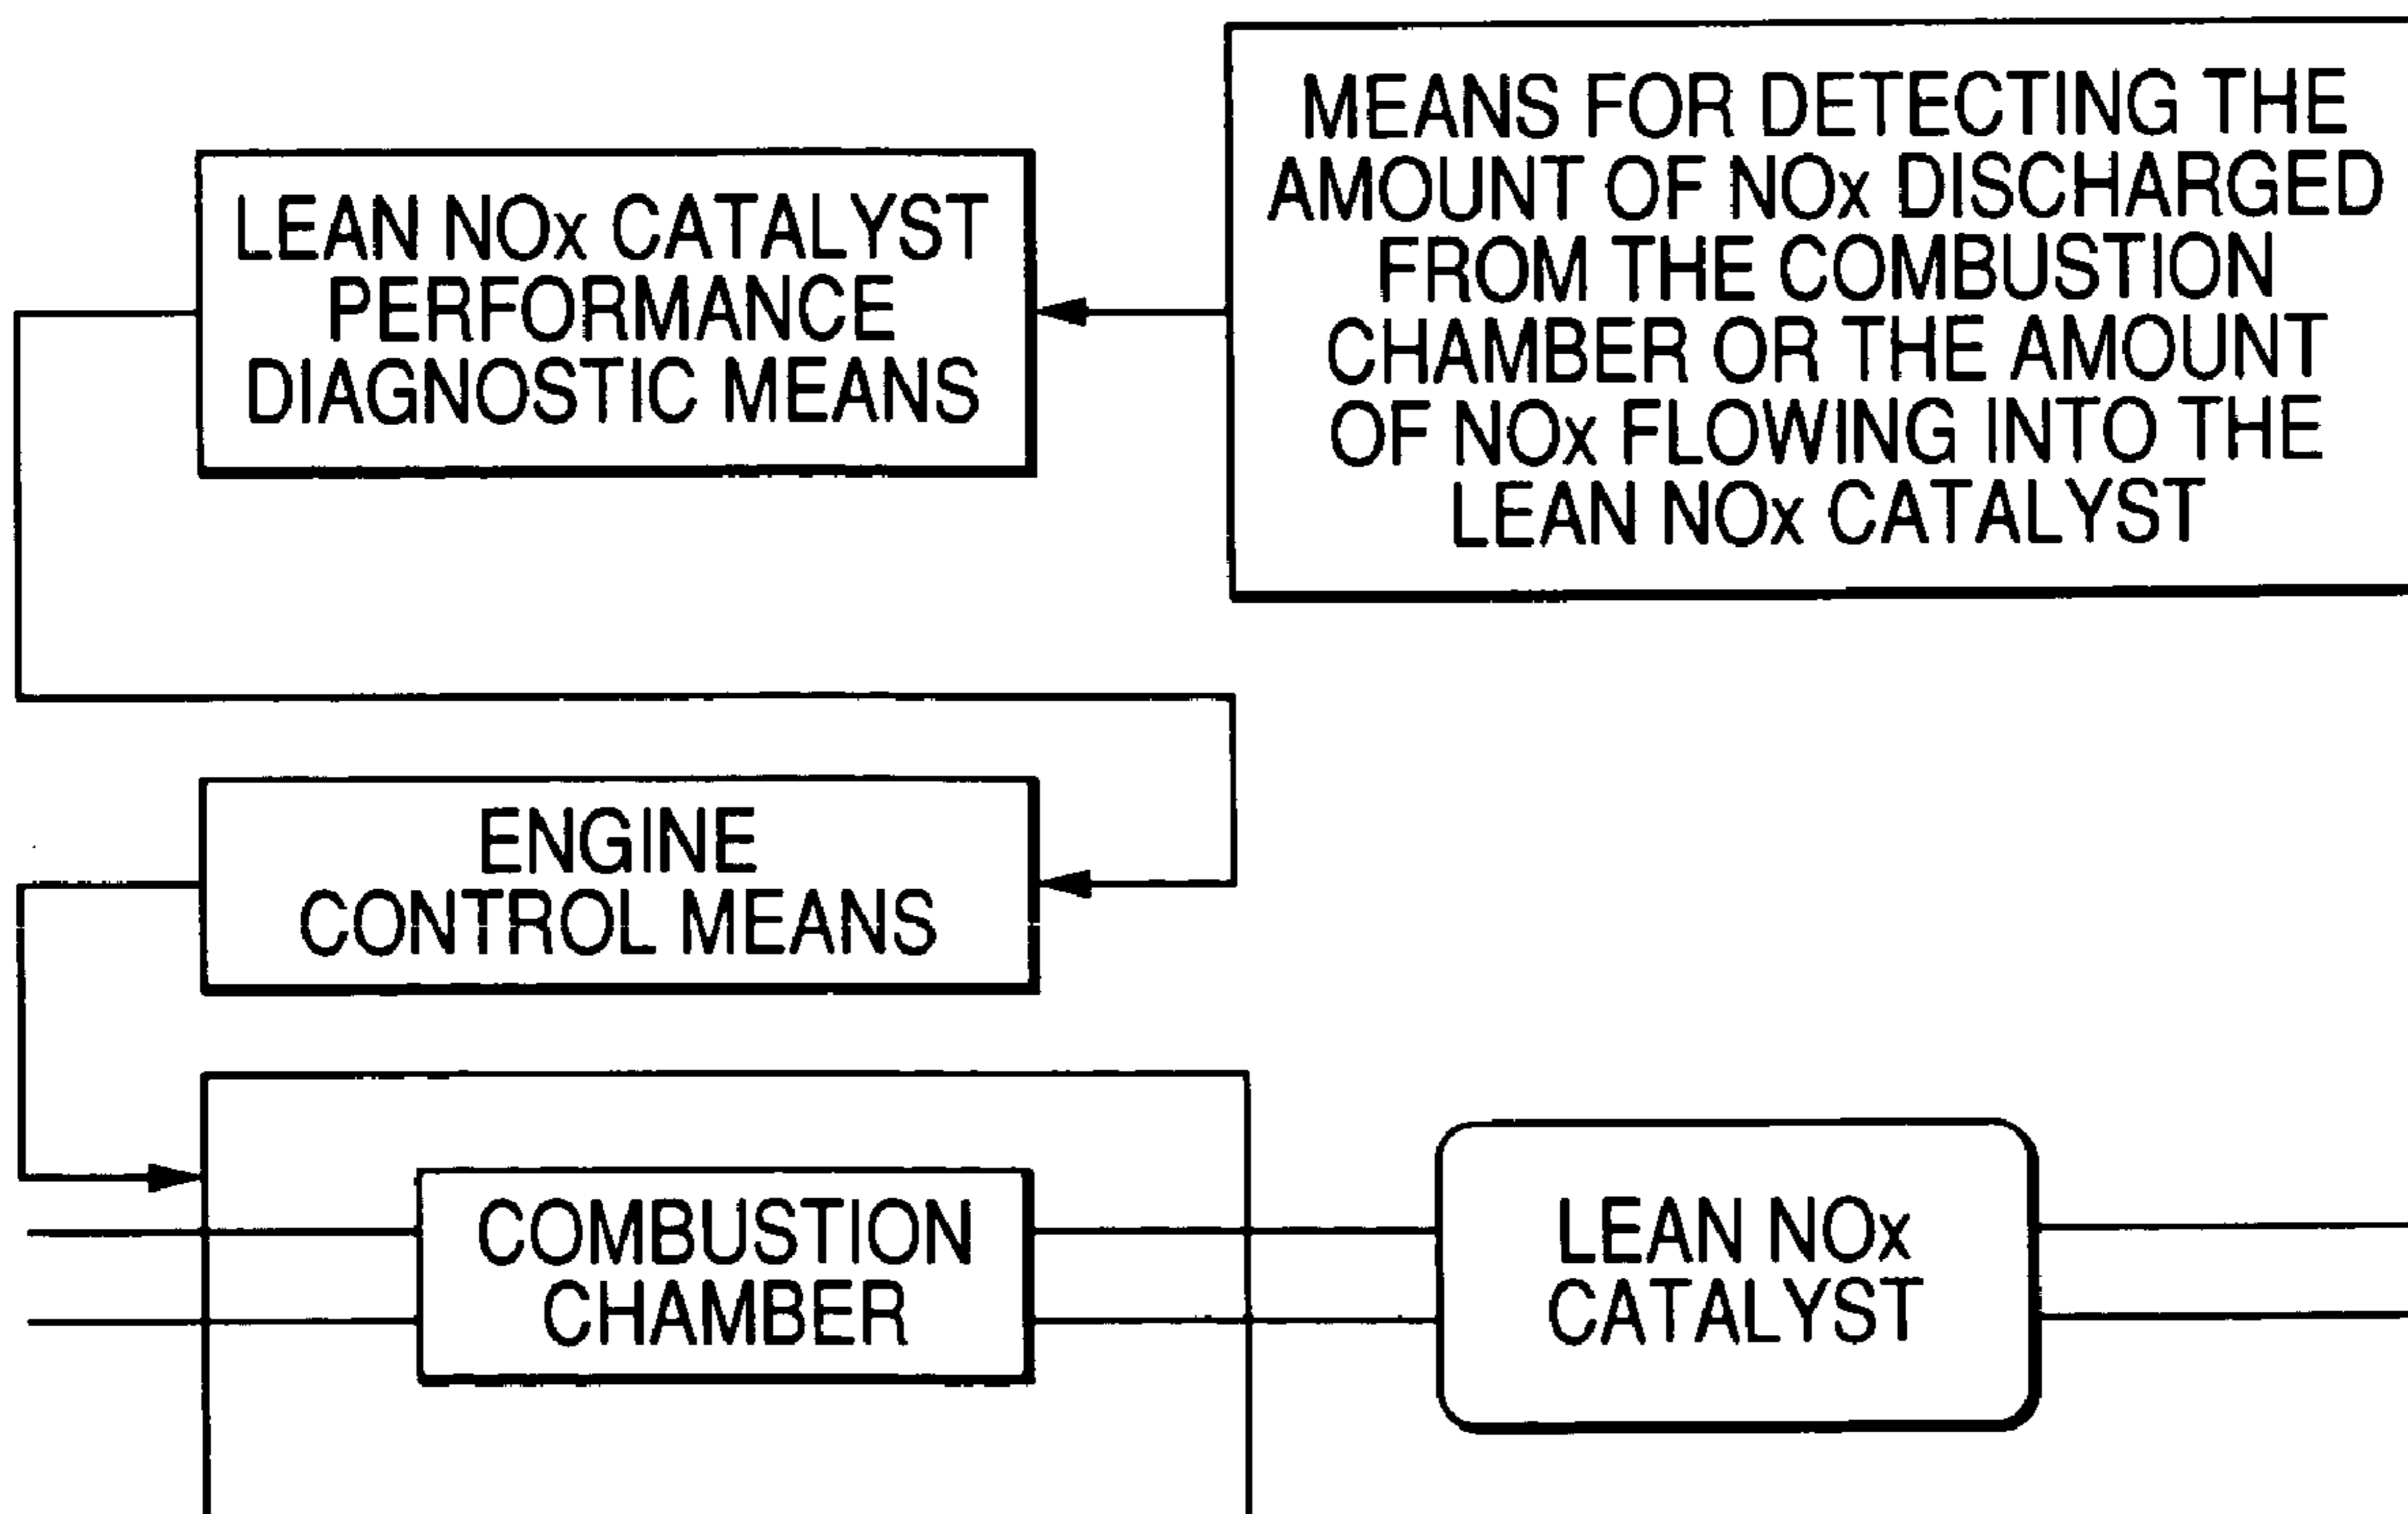 LEAN NOx CATALYST
PERFORMANCE
DIAGNOSTIC MEANS
MEANS FOR DETECTING THE
AMOUNT OF NOx DISCHARGED
FROM THE COMBUSTION
CHAMBER OR THE AMOUNT
OF NOx FLOWING INTO THE
LEAN NOx CATALYST
ENGINE
CONTROL MEANS
COMBUSTION
CHAMBER
LEAN NOx
CATALYST